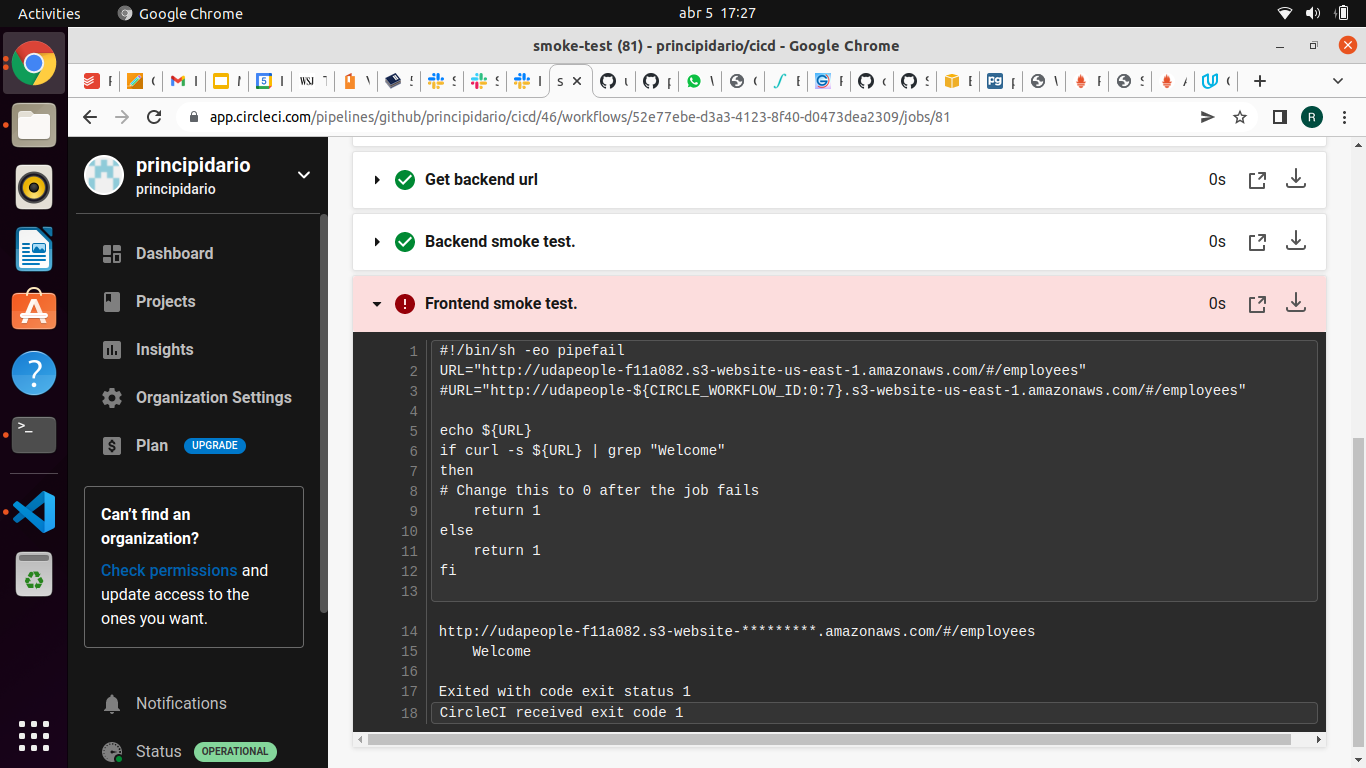 Activities
Google Chrome
abr 5 17:27
smoke-test (81) - principidario/cicd - Google Chrome
app.circleci.com/pipelines/github/principidario/cicd/46/workflows/52e77ebe-d3a3-4123-8f40-d0473dea2309/jobs/81
R
principidario
principidario
Dashboard
Projects
Insights
Organization Settings
Plan UPGRADE
Can't find an
organization?
Check permissions and
update access to the
ones you want.
Notifications
Status OPERATIONAL
Get backend url 0s
Backend smoke test. 0s
Frontend smoke test. 0s
1 #!/bin/sh -eo pipefail
2 URL="http://udapeople-f11a082.s3-website-us-east-1.amazonaws.com/#/employees"
3 #URL="http://udapeople-${CIRCLE_WORKFLOW_ID:0:7}.s3-website-us-east-1.amazonaws.com/#/employees"
4
5 echo ${URL}
6 if curl -s ${URL} | grep "Welcome"
7 then
8 # Change this to 0 after the job fails
9     return 1
10 else
11     return 1
12 fi
13
14 http://udapeople-f11a082.s3-website-*********.amazonaws.com/#/employees
15     Welcome
16
17 Exited with code exit status 1
18 CircleCI received exit code 1